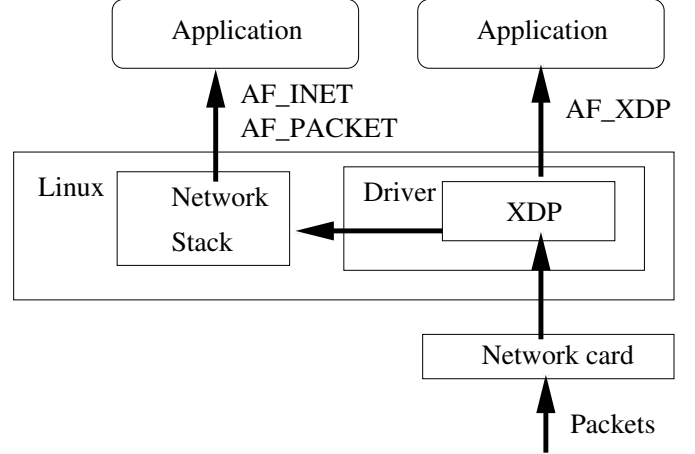 Application
Application
AF_INET
AF_PACKET
AF_XDP
Linux
Network
Stack
Driver
XDP
Network card
Packets